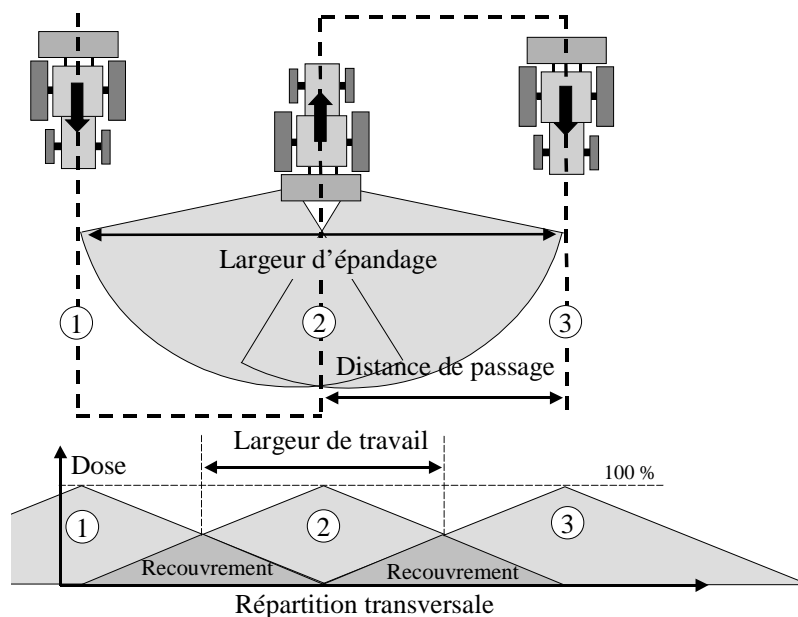 Largeur d'épandage
1
2
3
Distance de passage
Largeur de travail
Dose
100 %
1
2
3
Recouvrement
Recouvrement
Répartition transversale